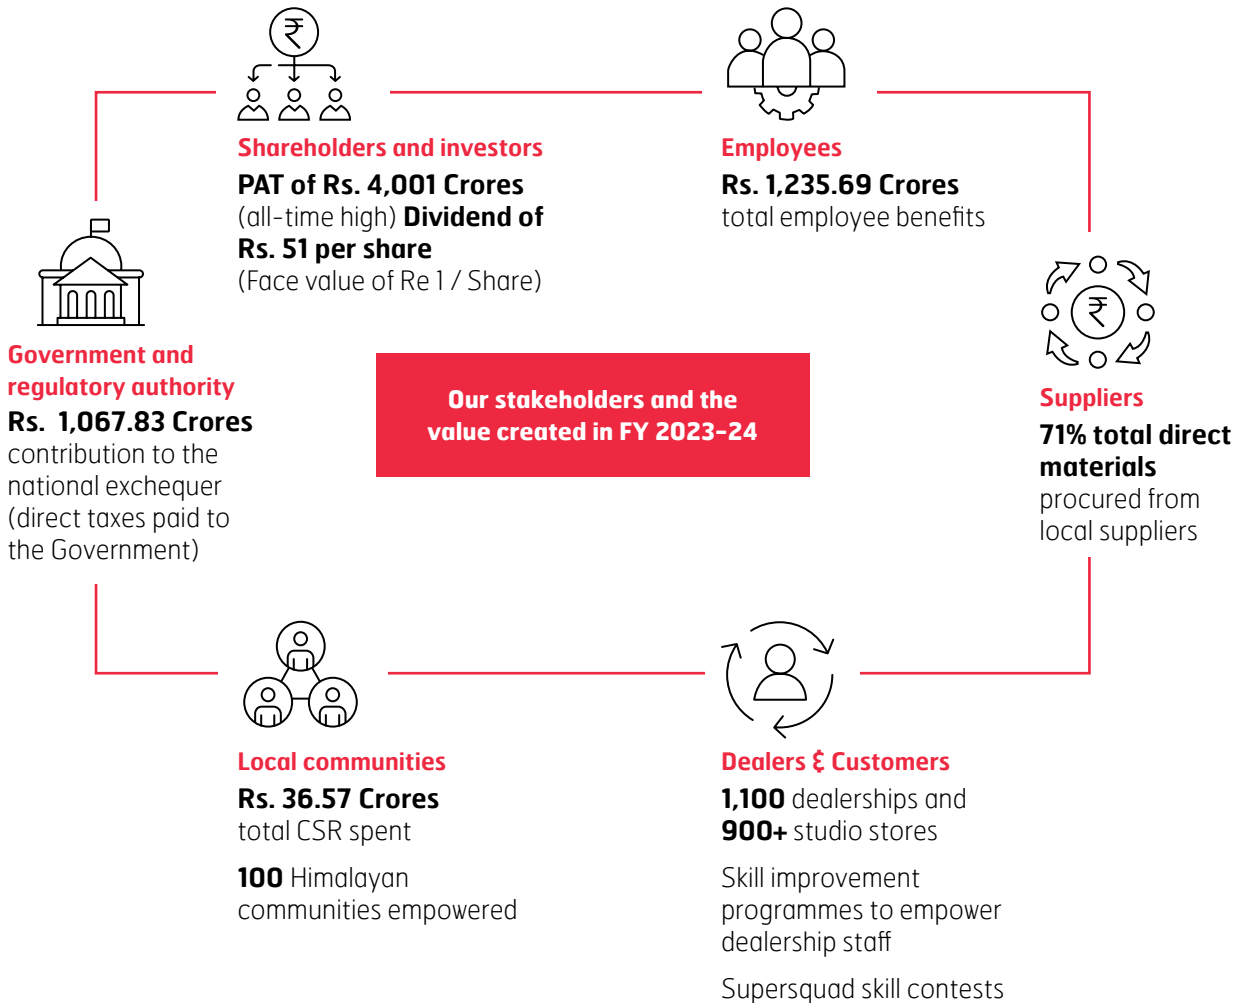 Shareholders and investors
PAT of Rs. 4,001 Crores
(all-time high) Dividend of
Rs. 51 per share
(Face value of Re 1 / Share)
Employees
Rs. 1,235.69 Crores
total employee benefits
Government and
regulatory authority
Rs. 1,067.83 Crores
contribution to the
national exchequer
(direct taxes paid to
the Government)
Our stakeholders and the
value created in FY 2023-24
Suppliers
71% total direct
materials
procured from
local suppliers
Local communities
Rs. 36.57 Crores
total CSR spent
100 Himalayan
communities empowered
Dealers & Customers
1,100 dealerships and
900+ studio stores
Skill improvement
programmes to empower
dealership staff
Supersquad skill contests